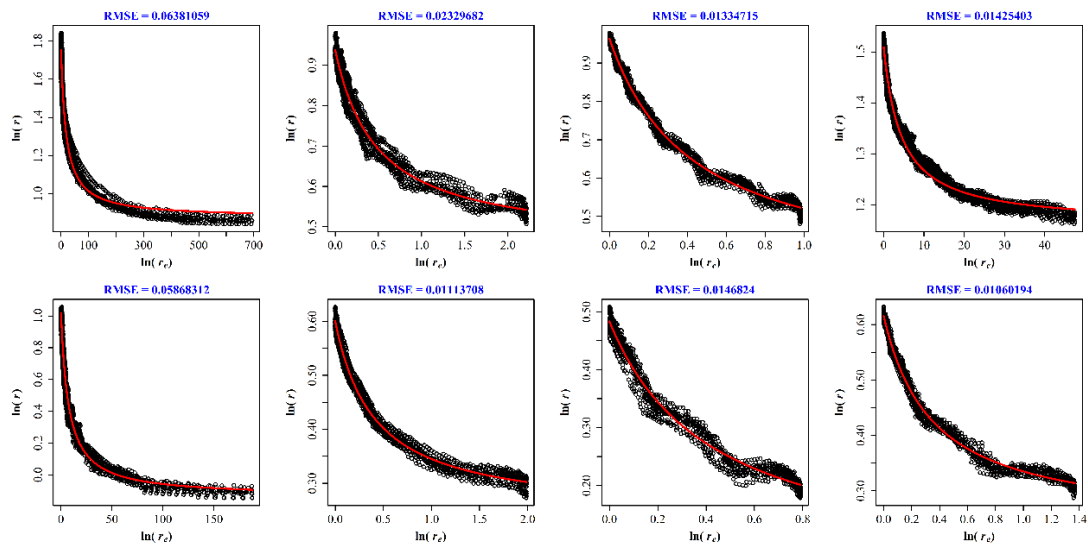 RMSE = 0.06381059
ln( r )
1.8
1.6
1.4
1.2
1.0
0 100 300 500 700
ln( r_e )
RMSE = 0.02329682
ln( r )
0.9
0.8
0.7
0.6
0.5
0.0 0.5 1.0 1.5 2.0
ln( r_e )
RMSE = 0.01334715
ln( r )
0.9
0.8
0.7
0.6
0.5
0.0 0.2 0.4 0.6 0.8 1.0
ln( r_e )
RMSE = 0.01425403
ln( r )
1.5
1.4
1.3
1.2
0 10 20 30 40
ln( r_e )
RMSE = 0.05868312
ln( r )
1.0
0.8
0.6
0.4
0.2
0.0
0 50 100 150
ln( r_e )
RMSE = 0.01113708
ln( r )
0.60
0.50
0.40
0.30
0.0 0.5 1.0 1.5 2.0
ln( r_e )
RMSE = 0.0146824
ln( r )
0.50
0.40
0.30
0.20
0.0 0.2 0.4 0.6 0.8
ln( r_e )
RMSE = 0.01060194
ln( r )
0.60
0.50
0.40
0.30
0.0 0.2 0.4 0.6 0.8 1.0 1.2 1.4
ln( r_e )